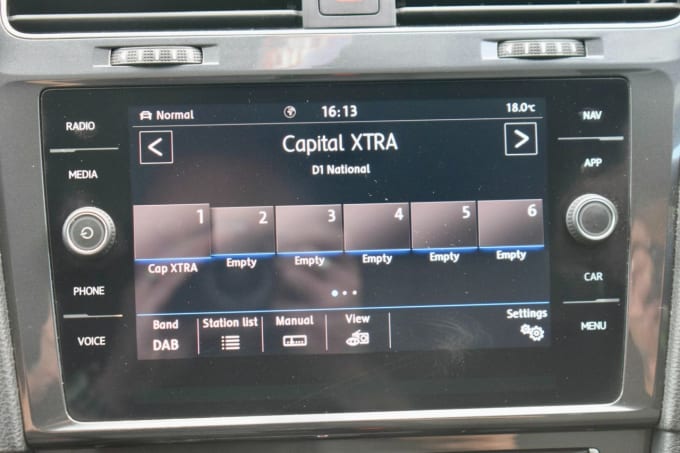 RADIO
MEDIA
PHONE
VOICE
Normal
16:13
18.0°C
<
Capital XTRA
>
D1 National
1
2
3
4
5
6
Cap XTRA
Empty
Empty
Empty
Empty
Empty
Band
DAB
Station list
Manual
View
Settings
NAV
APP
CAR
MENU